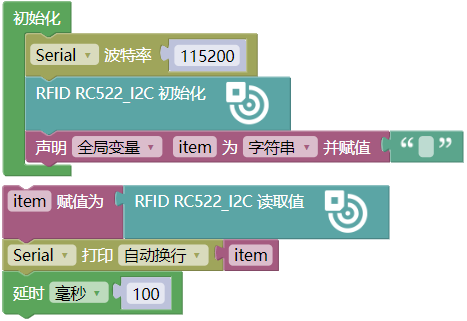 初始化
Serial 波特率 115200
RFID RC522_I2C 初始化
声明 全局变量 item 为 字符串 并赋值 “ ”
item 赋值为 RFID RC522_I2C 读取值
Serial 打印 自动换行 item
延时 毫秒 100